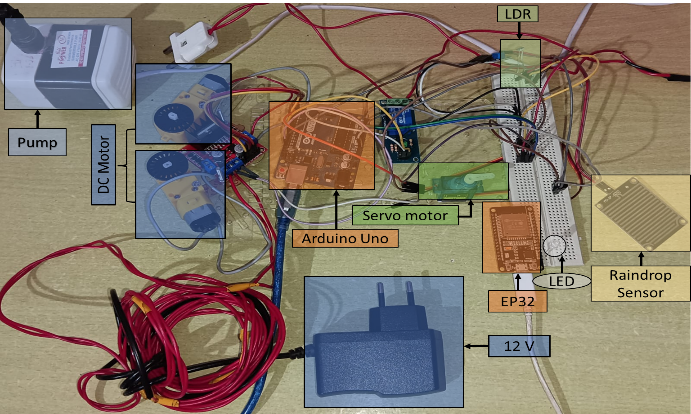 LDR
Pump
DC Motor
Servo motor
Arduino Uno
EP32
LED
Raindrop
Sensor
12 V